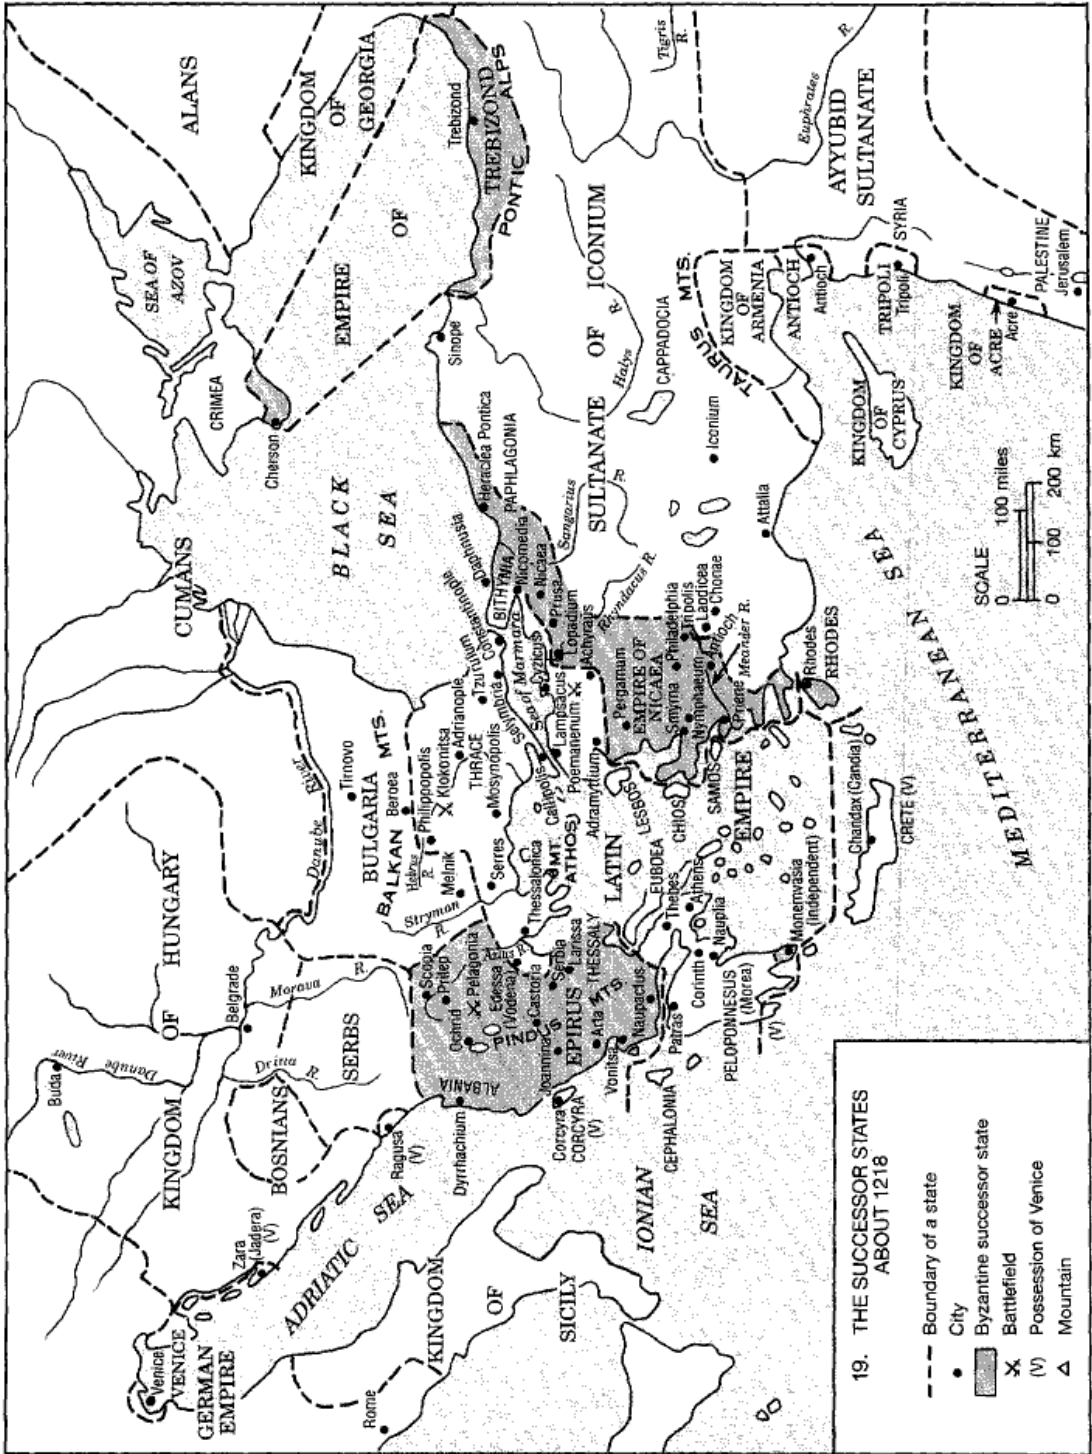 19. THE SUCCESSOR STATES
ABOUT 1218
Boundary of a state
City
Byzantine successor state
Battlefield
(V) Possession of Venice
Mountain
SCALE
0 100 miles
0 100 200 km
Venice
VENICE
GERMAN
EMPIRE
Rome
KINGDOM
OF
SICILY
ADRIATIC SEA
Zara
(Jadera)
(V)
Buda
Danube River
KINGDOM
OF
HUNGARY
BOSNIANS
Drina
R.
Belgrade
Morava
R.
SERBS
Ragusa
(V)
Dyrrhachium
ALBANIA
IONIAN
SEA
Corcyra
CORCYRA
(V)
CEPHALONIA
Scopia
Prilep
Pelagonia
Ochrid
Edessa
(Vodena)
Castoria
Serbia
Larissa
THESSALY
PINDUS
MTS.
Joannina
EPIRUS
Arta
Vonitsa
Naupactus
Patras
Corinth
Nauplia
PELOPONNESUS
(Morea)
(V)
Monemvasia
(Independent)
Thebes
Athens
EUBOEA
Danube
River
Tirnovo
BULGARIA
BALKAN MTS.
Beroea
Philippopolis
Hebrus
R.
Klokotnitsa
Melnik
Strymon
R.
Serres
Thessalonica
MT.
ATHOS
Adrianople
THRACE
Mosynopolis
Tzurulum
Selymbria
Constantinople
Sea of Marmara
Callipolis
Lampsacus
Cyzicus
Poemanenum
Lopadium
Achyraus
Adramyttium
LATIN
EMPIRE
LESBOS
CHIOS
SAMOS
CUMANS
BLACK
SEA
CRIMEA
Cherson
SEA OF
AZOV
ALANS
KINGDOM
OF
GEORGIA
EMPIRE
OF
TREBIZOND
Trebizond
PONTIC ALPS
Sinope
Daphnusia
Heraclea Pontica
PAPHLAGONIA
BITHYNIA
Nicomedia
Nicaea
Prusa
Sangarius
R.
Rhyndacus R.
Pergamum
EMPIRE OF
NICAEA
Smyrna
Nymphaeum
Philadelphia
Tripolis
Laodicea
Chonae
Antioch
Meander R.
Priene
Rhodes
RHODES
SULTANATE OF ICONIUM
Halys R.
CAPPADOCIA
Iconium
Attalia
TAURUS MTS.
KINGDOM
OF
ARMENIA
ANTIOCH
Antioch
TRIPOLI
Tripoli
SYRIA
KINGDOM
OF
ACRE
Acre
PALESTINE
Jerusalem
KINGDOM
OF
CYPRUS
AYYUBID
SULTANATE
Euphrates R.
Tigris
R.
Chandax (Candia)
CRETE (V)
MEDITERRANEAN SEA